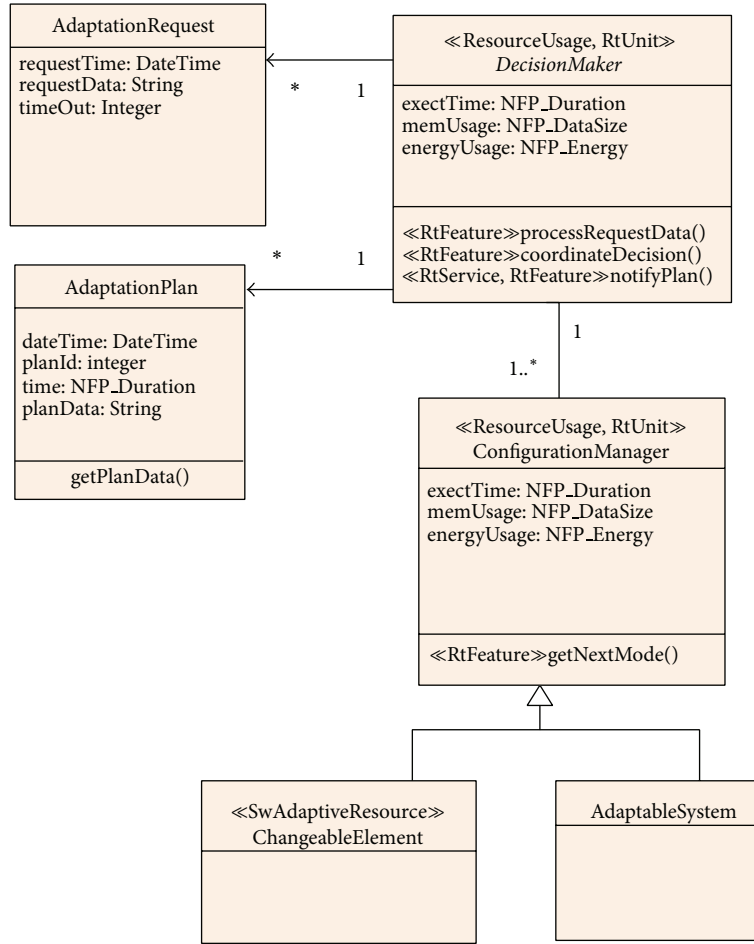 AdaptationRequest
requestTime: DateTime
requestData: String
timeOut: Integer
≪ResourceUsage, RtUnit≫
DecisionMaker
exectTime: NFP_Duration
memUsage: NFP_DataSize
energyUsage: NFP_Energy
≪RtFeature≫processRequestData()
≪RtFeature≫coordinateDecision()
≪RtService, RtFeature≫notifyPlan()
* 1
* 1
AdaptationPlan
dateTime: DateTime
planId: integer
time: NFP_Duration
planData: String
getPlanData()
1
1..*
≪ResourceUsage, RtUnit≫
ConfigurationManager
exectTime: NFP_Duration
memUsage: NFP_DataSize
energyUsage: NFP_Energy
≪RtFeature≫getNextMode()
≪SwAdaptiveResource≫
ChangeableElement
AdaptableSystem